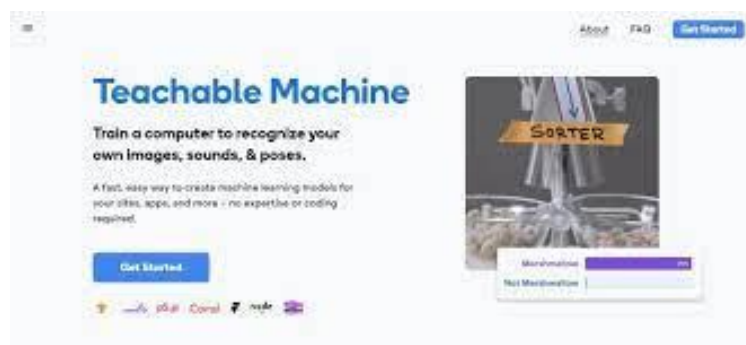 About FAQ Get Started
Teachable Machine
Train a computer to recognize your
own images, sounds, & poses.
A fast, easy way to create machine learning models for
your sites, apps, and more – no expertise or coding
required.
Get Started
SORTER
Marshmallow
Not Marshmallow
Coral